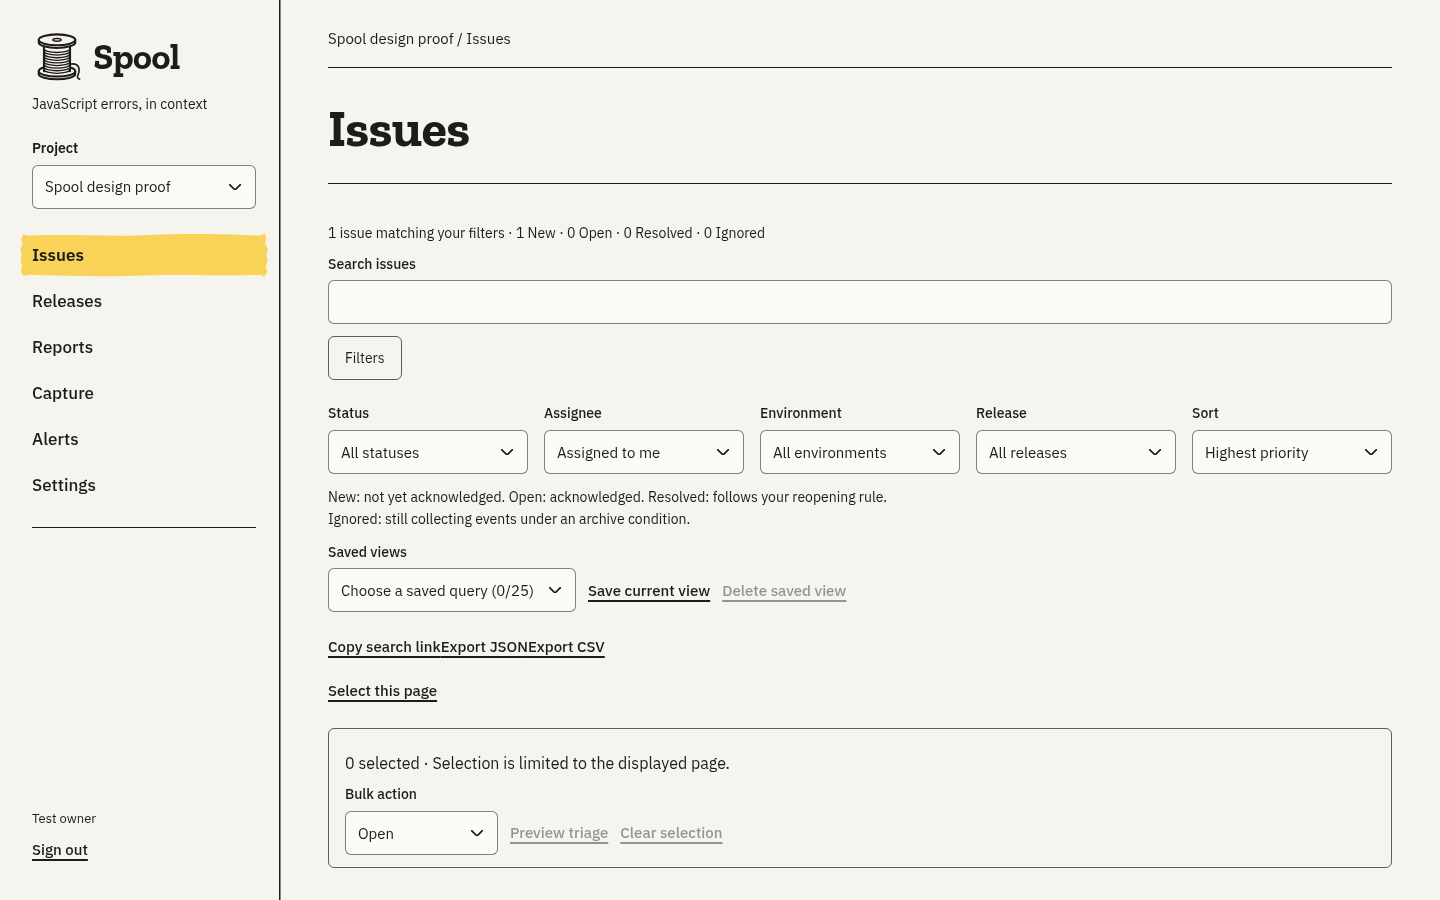 Spool
JavaScript errors, in context
Project
Spool design proof
Issues
Releases
Reports
Capture
Alerts
Settings
Test owner
Sign out
Spool design proof / Issues
Issues
1 issue matching your filters · 1 New · 0 Open · 0 Resolved · 0 Ignored
Search issues
Filters
Status Assignee Environment Release Sort
All statuses Assigned to me All environments All releases Highest priority
New: not yet acknowledged. Open: acknowledged. Resolved: follows your reopening rule.
Ignored: still collecting events under an archive condition.
Saved views
Choose a saved query (0/25) Save current view Delete saved view
Copy search linkExport JSONExport CSV
Select this page
0 selected · Selection is limited to the displayed page.
Bulk action
Open Preview triage Clear selection